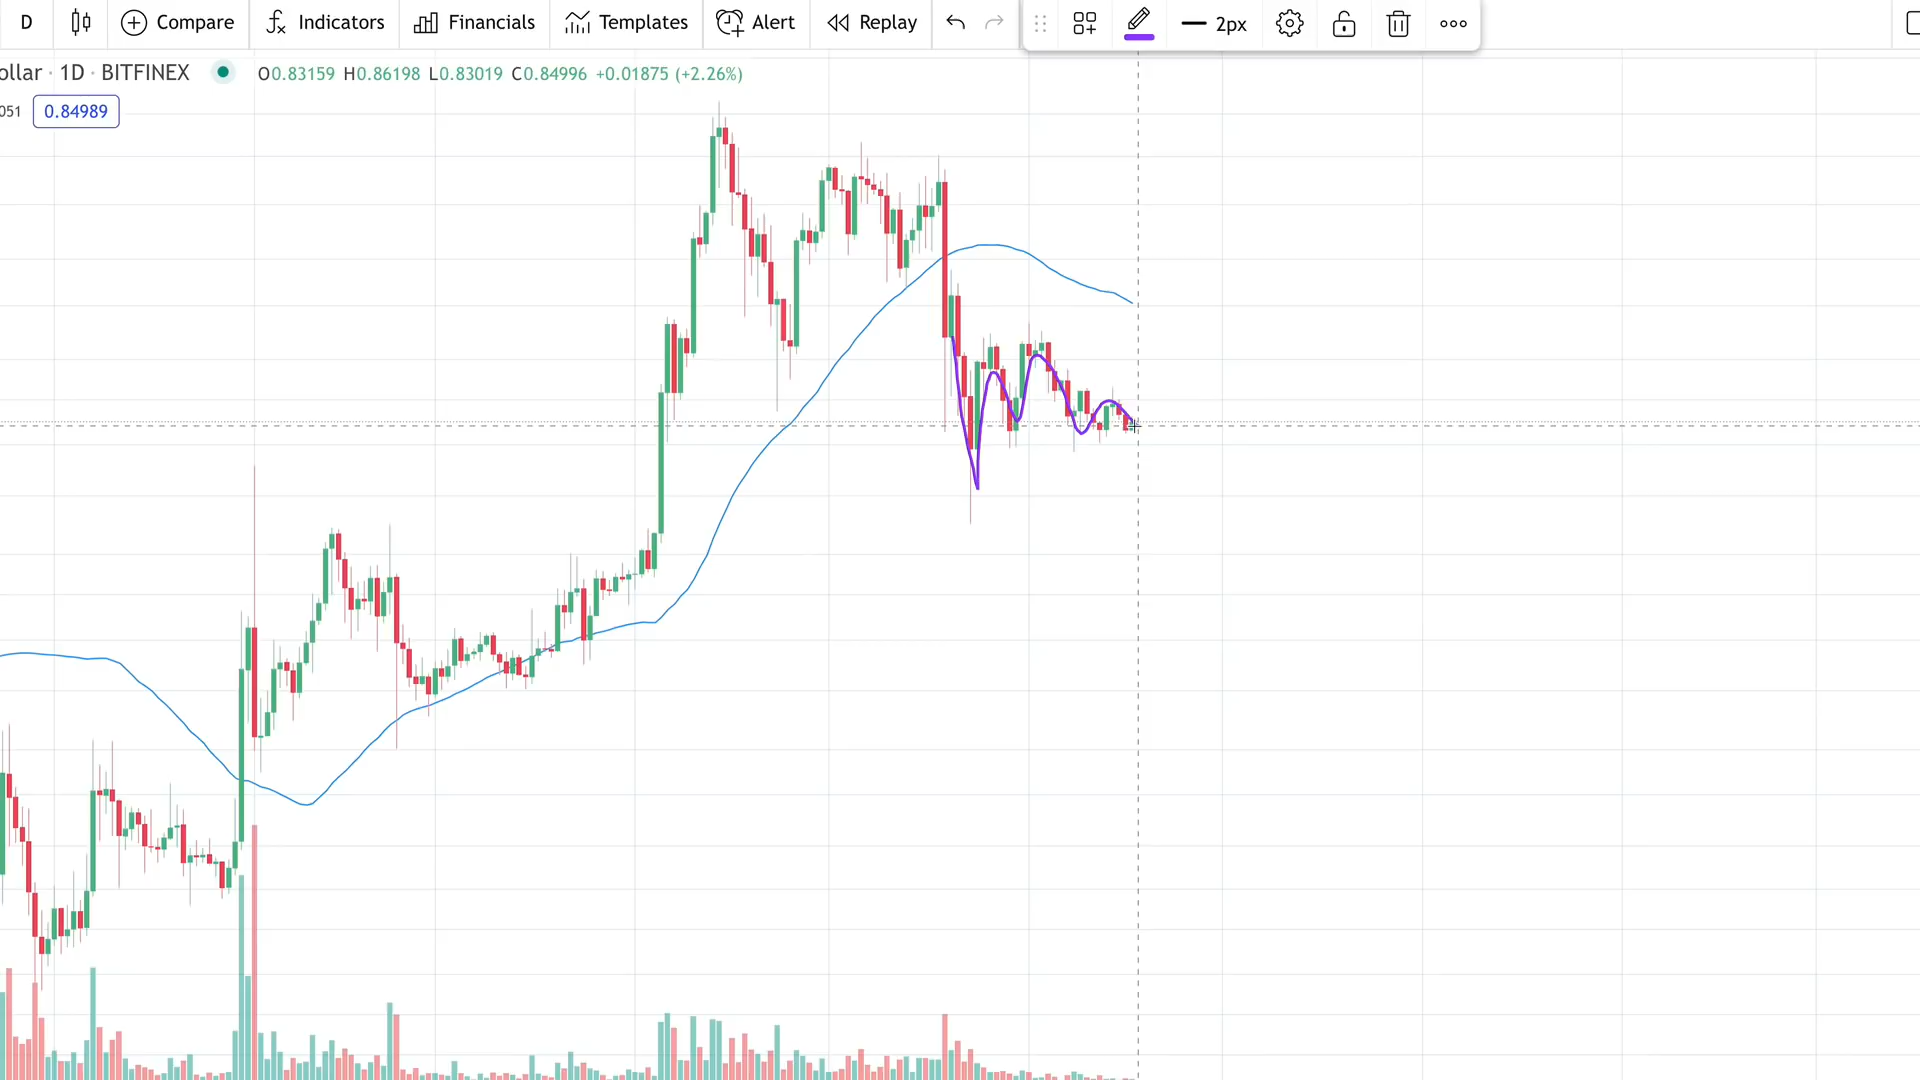 D Compare Indicators Financials Templates Alert Replay 2px
ollar · 1D · BITFINEX O0.83159 H0.86198 L0.83019 C0.84996 +0.01875 (+2.26%)
051 0.84989